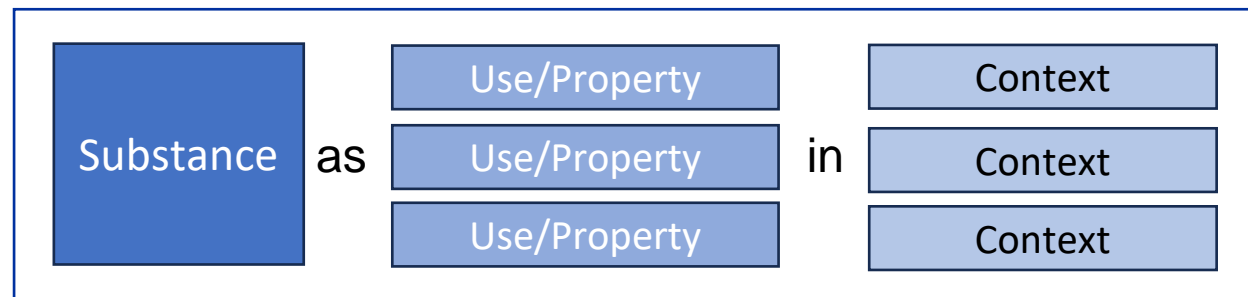 Substance
as
Use/Property
Use/Property
Use/Property
in
Context
Context
Context